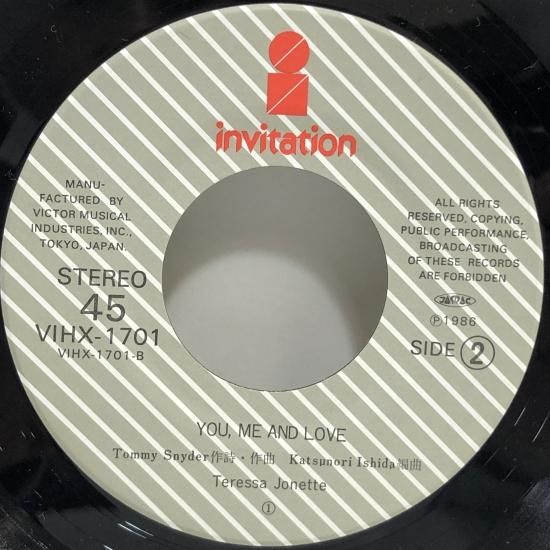 invitation
MANU-
FACTURED BY
VICTOR MUSICAL
INDUSTRIES, INC.,
TOKYO, JAPAN.
STEREO
45
VIHX-1701
VIHX-1701-B
ALL RIGHTS
RESERVED, COPYING,
PUBLIC PERFORMANCE,
BROADCASTING
OF THESE RECORDS
ARE FORBIDDEN
JASRAC
Ⓟ1986
SIDE ②
YOU, ME AND LOVE
Tommy Snyder作詩・作曲 Katsunori Ishida編曲
Teressa Jonette
①